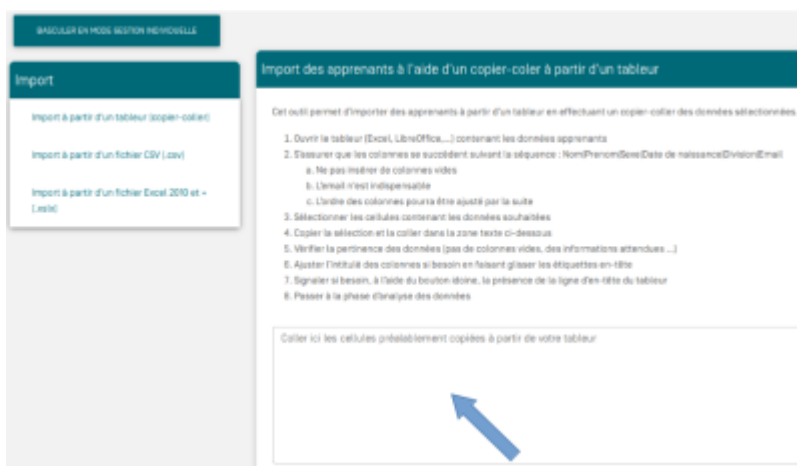 BASCULER EN MODE GESTION INDIVIDUELLE
Import
Import à partir d'un tableur (copier-coller)
Import à partir d'un fichier CSV (.csv)
Import à partir d'un fichier Excel 2010 et +
(.xslx)
Import des apprenants à l'aide d'un copier-coler à partir d'un tableur
Cet outil permet d'importer des apprenants à partir d'un tableur en effectuant un copier-coller des données sélectionnées
1. Ouvrir le tableur (Excel, LibreOffice,...) contenant les données apprenants
2. S'assurer que les colonnes se succèdent suivant la séquence : Nom|Prenom|Sexe|Date de naissance|Division|Email
a. Ne pas insérer de colonnes vides
b. L'email n'est indispensable
c. L'ordre des colonnes pourra être ajusté par la suite
3. Sélectionner les cellules contenant les données souhaitées
4. Copier la sélection et la coller dans la zone texte ci-dessous
5. Vérifier la pertinence des données (pas de colonnes vides, des informations attendues ...)
6. Ajuster l'intitulé des colonnes si besoin en faisant glisser les étiquettes en-tête
7. Signaler si besoin, à l'aide du bouton idoine, la présence de la ligne d'en-tête du tableur
8. Passer à la phase d'analyse des données
Coller ici les cellules préalablement copiées à partir de votre tableur